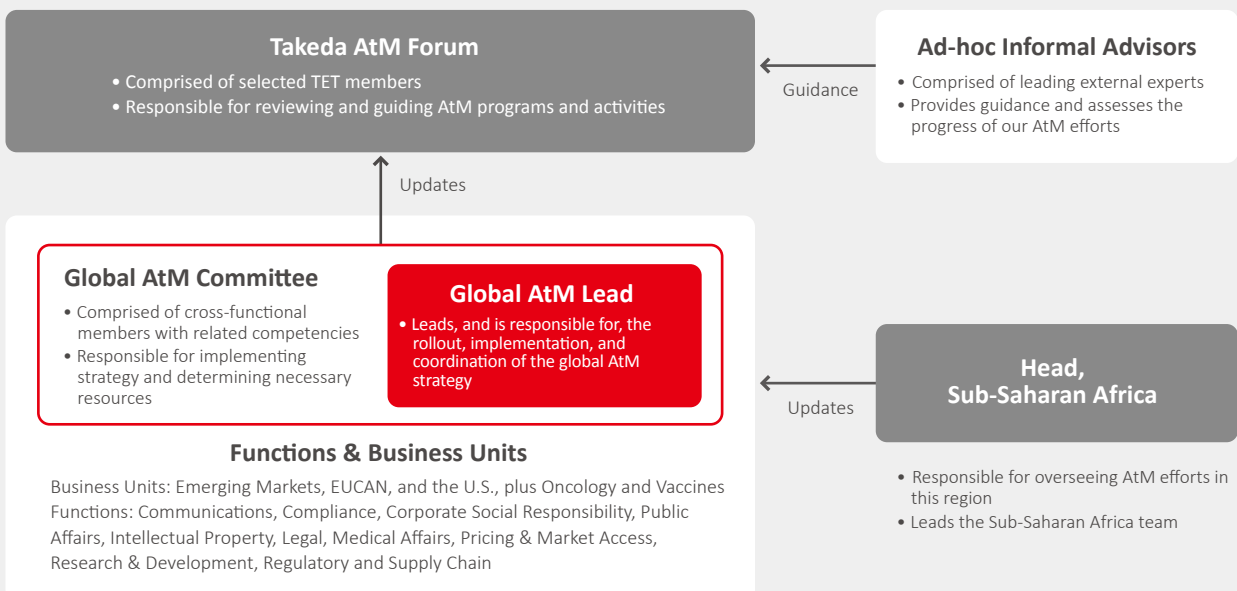 Takeda AtM Forum
• Comprised of selected TET members
• Responsible for reviewing and guiding AtM programs and activities
Guidance
Ad-hoc Informal Advisors
• Comprised of leading external experts
• Provides guidance and assesses the
progress of our AtM efforts
Updates
Global AtM Committee
• Comprised of cross-functional
members with related competencies
• Responsible for implementing
strategy and determining necessary
resources
Global AtM Lead
• Leads, and is responsible for, the
rollout, implementation, and
coordination of the global AtM
strategy
Functions & Business Units
Business Units: Emerging Markets, EUCAN, and the U.S., plus Oncology and Vaccines
Functions: Communications, Compliance, Corporate Social Responsibility, Public
Affairs, Intellectual Property, Legal, Medical Affairs, Pricing & Market Access,
Research & Development, Regulatory and Supply Chain
Updates
Head,
Sub-Saharan Africa
• Responsible for overseeing AtM efforts in
this region
• Leads the Sub-Saharan Africa team